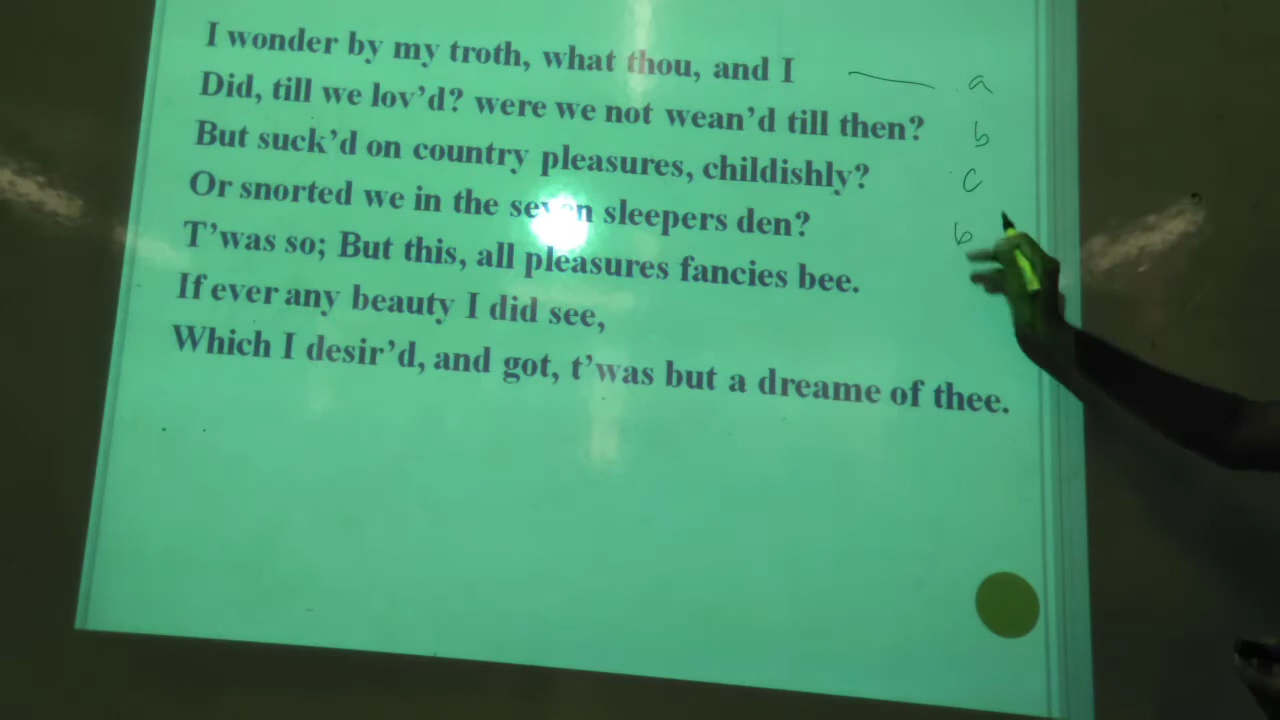 I wonder by my troth, what thou, and I a
Did, till we lov’d? were we not wean’d till then? b
But suck’d on country pleasures, childishly? c
Or snorted we in the seven sleepers den? b
T’was so; But this, all pleasures fancies bee.
If ever any beauty I did see,
Which I desir’d, and got, t’was but a dreame of thee.